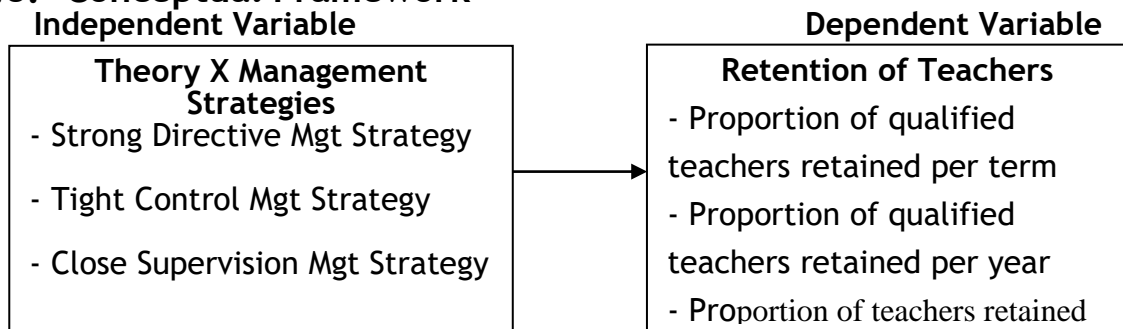 Conceptual Framework
Independent Variable
Dependent Variable
Theory X Management
Strategies
- Strong Directive Mgt Strategy
- Tight Control Mgt Strategy
- Close Supervision Mgt Strategy
Retention of Teachers
- Proportion of qualified
teachers retained per term
- Proportion of qualified
teachers retained per year
- Proportion of teachers retained